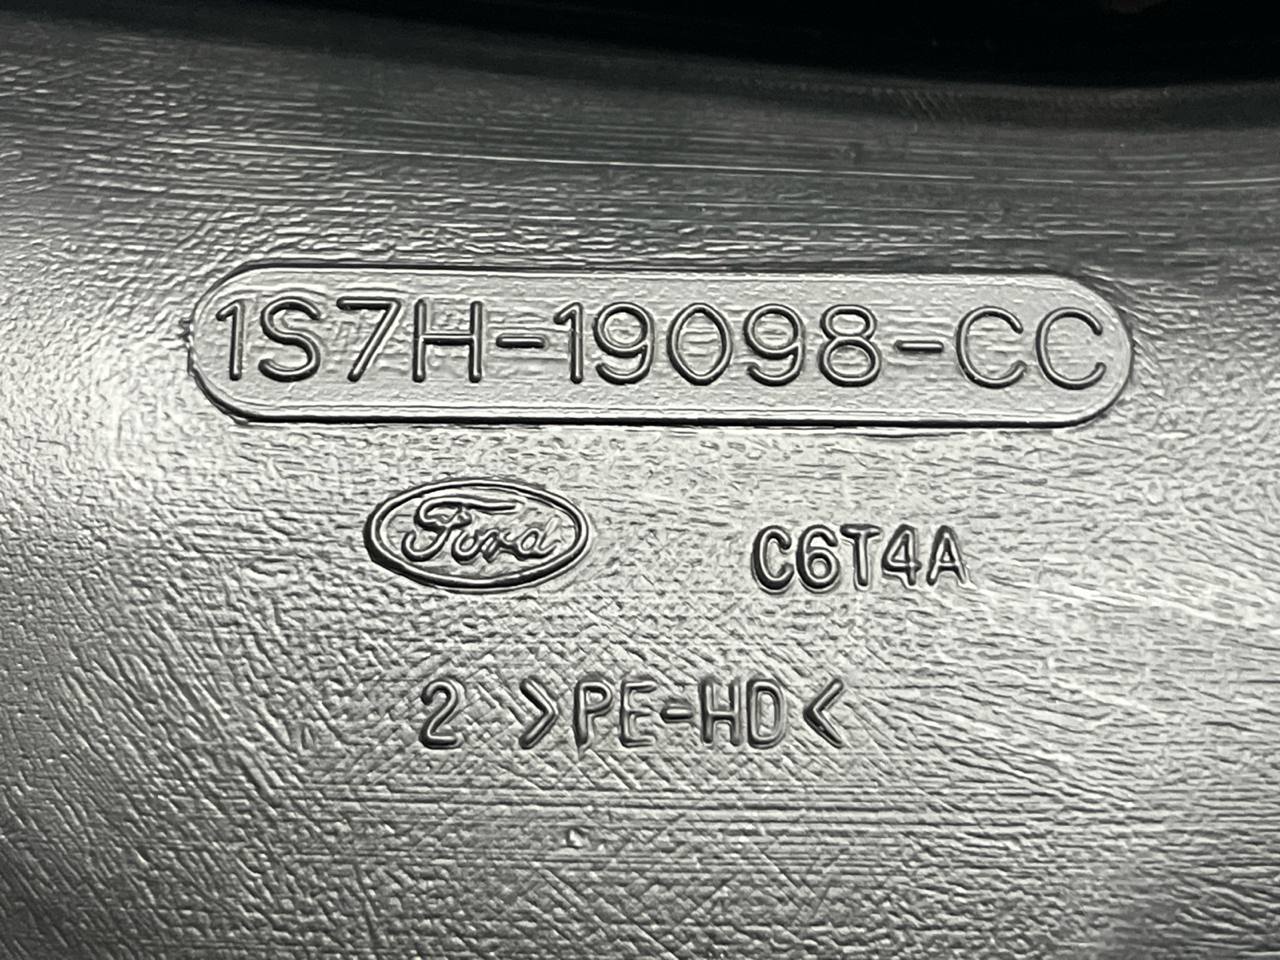 1S7H-19098-CC
Ford C6T4A
2 >PE-HD<